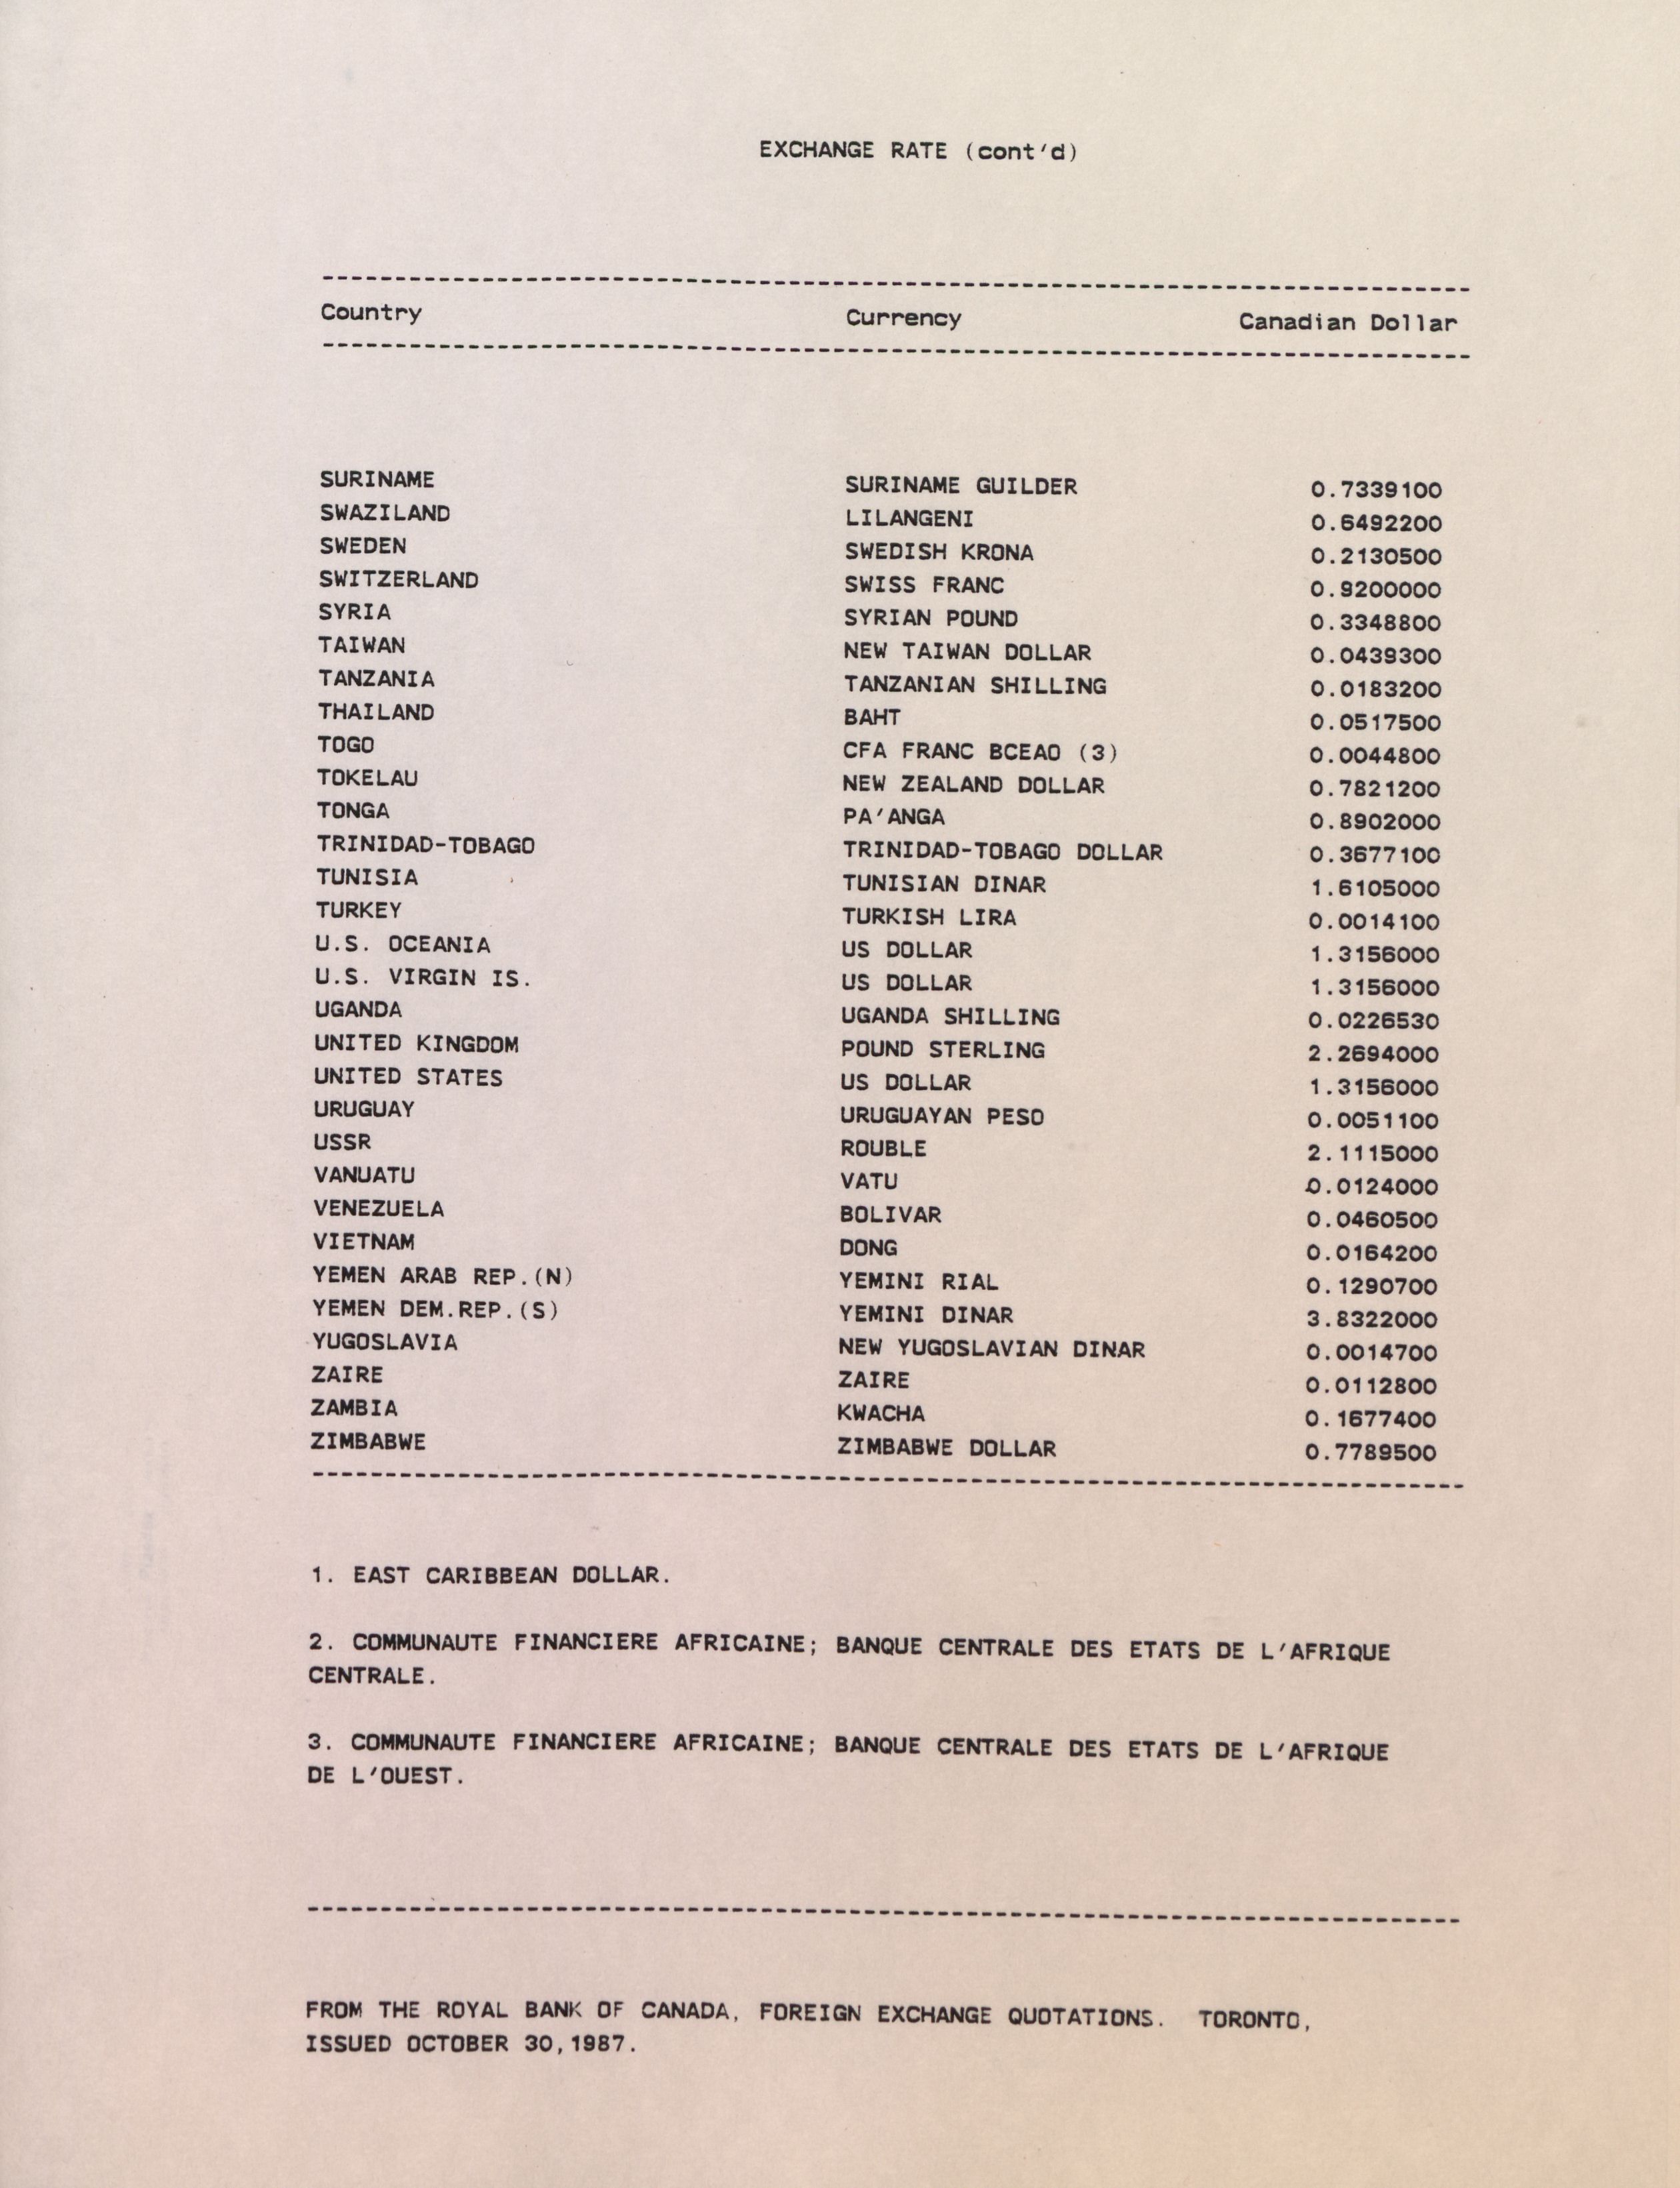 EXCHANGE RATE (cont'd)
Country Currency Canadian Dollar
SURINAME SURINAME GUILDER 0.7339100
SWAZILAND LILANGENI 0.6492200
SWEDEN SWEDISH KRONA 0.2130500
SWITZERLAND SWISS FRANC 0.9200000
SYRIA SYRIAN POUND 0.3348800
TAIWAN NEW TAIWAN DOLLAR 0.0439300
TANZANIA TANZANIAN SHILLING 0.0183200
THAILAND BAHT 0.0517500
TOGO CFA FRANC BCEAO (3) 0.0044800
TOKELAU NEW ZEALAND DOLLAR 0.7821200
TONGA PA'ANGA 0.8902000
TRINIDAD-TOBAGO TRINIDAD-TOBAGO DOLLAR 0.3677100
TUNISIA TUNISIAN DINAR 1.6105000
TURKEY TURKISH LIRA 0.0014100
U.S. OCEANIA US DOLLAR 1.3156000
U.S. VIRGIN IS. US DOLLAR 1.3156000
UGANDA UGANDA SHILLING 0.0226530
UNITED KINGDOM POUND STERLING 2.2694000
UNITED STATES US DOLLAR 1.3156000
URUGUAY URUGUAYAN PESO 0.0051100
USSR ROUBLE 2.1115000
VANUATU VATU 0.0124000
VENEZUELA BOLIVAR 0.0460500
VIETNAM DONG 0.0164200
YEMEN ARAB REP.(N) YEMINI RIAL 0.1290700
YEMEN DEM.REP.(S) YEMINI DINAR 3.8322000
YUGOSLAVIA NEW YUGOSLAVIAN DINAR 0.0014700
ZAIRE ZAIRE 0.0112800
ZAMBIA KWACHA 0.1677400
ZIMBABWE ZIMBABWE DOLLAR 0.7789500
1. EAST CARIBBEAN DOLLAR.
2. COMMUNAUTE FINANCIERE AFRICAINE; BANQUE CENTRALE DES ETATS DE L'AFRIQUE
CENTRALE.
3. COMMUNAUTE FINANCIERE AFRICAINE; BANQUE CENTRALE DES ETATS DE L'AFRIQUE
DE L'OUEST.
FROM THE ROYAL BANK OF CANADA, FOREIGN EXCHANGE QUOTATIONS. TORONTO,
ISSUED OCTOBER 30,1987.